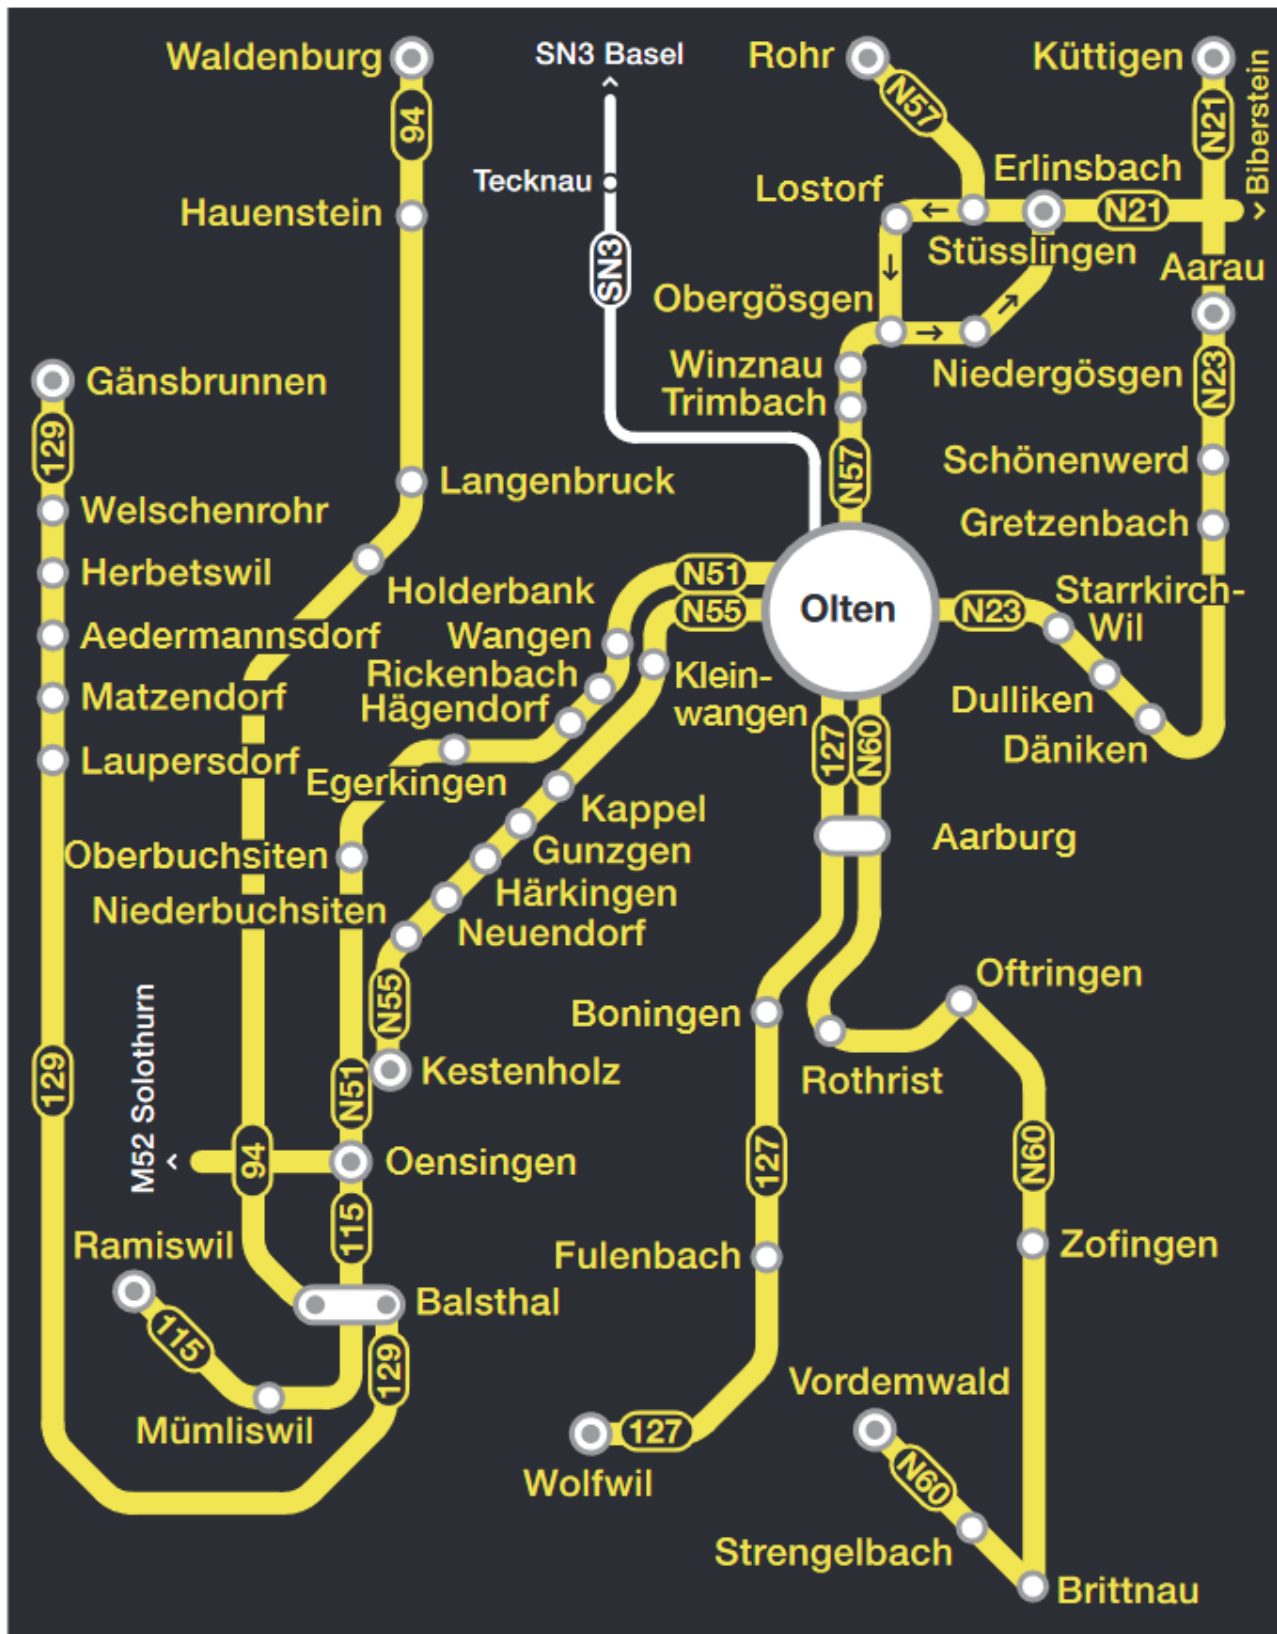 Waldenburg
SN3 Basel
Rohr
Küttigen
94
N57
N21
Biberstein
Tecknau
Erlinsbach
Hauenstein
Lostorf
N21
Stüsslingen
SN3
Aarau
Obergösgen
Gänsbrunnen
Winznau
Niedergösgen
N23
Trimbach
129
N57
Schönenwerd
Langenbruck
Welschenrohr
Gretzenbach
Herbetswil
Holderbank
N51
Starrkirch-
Wil
Aedermannsdorf
Wangen
N55
Olten
N23
Rickenbach
Klein-
wangen
Matzendorf
Hägendorf
Dulliken
Laupersdorf
127
N60
Däniken
Egerkingen
Kappel
Aarburg
Oberbuchsiten
Gunzgen
Niederbuchsiten
Härkingen
Neuendorf
Oftringen
N55
Boningen
129
M52 Solothurn
N51
Kestenholz
Rothrist
94
Oensingen
127
N60
115
Ramiswil
Fulenbach
Zofingen
Balsthal
115
129
Vordemwald
Mümliswil
127
Wolfwil
N60
Strengelbach
Brittnau